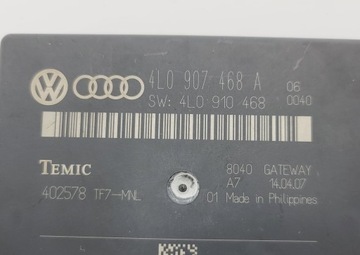 4L0 907 468 A 06
SW: 4L0 910 468 0040
TEMIC 8040 GATEWAY
A7 14.04.07
402578 TF7-MNL 01 Made in Philippines